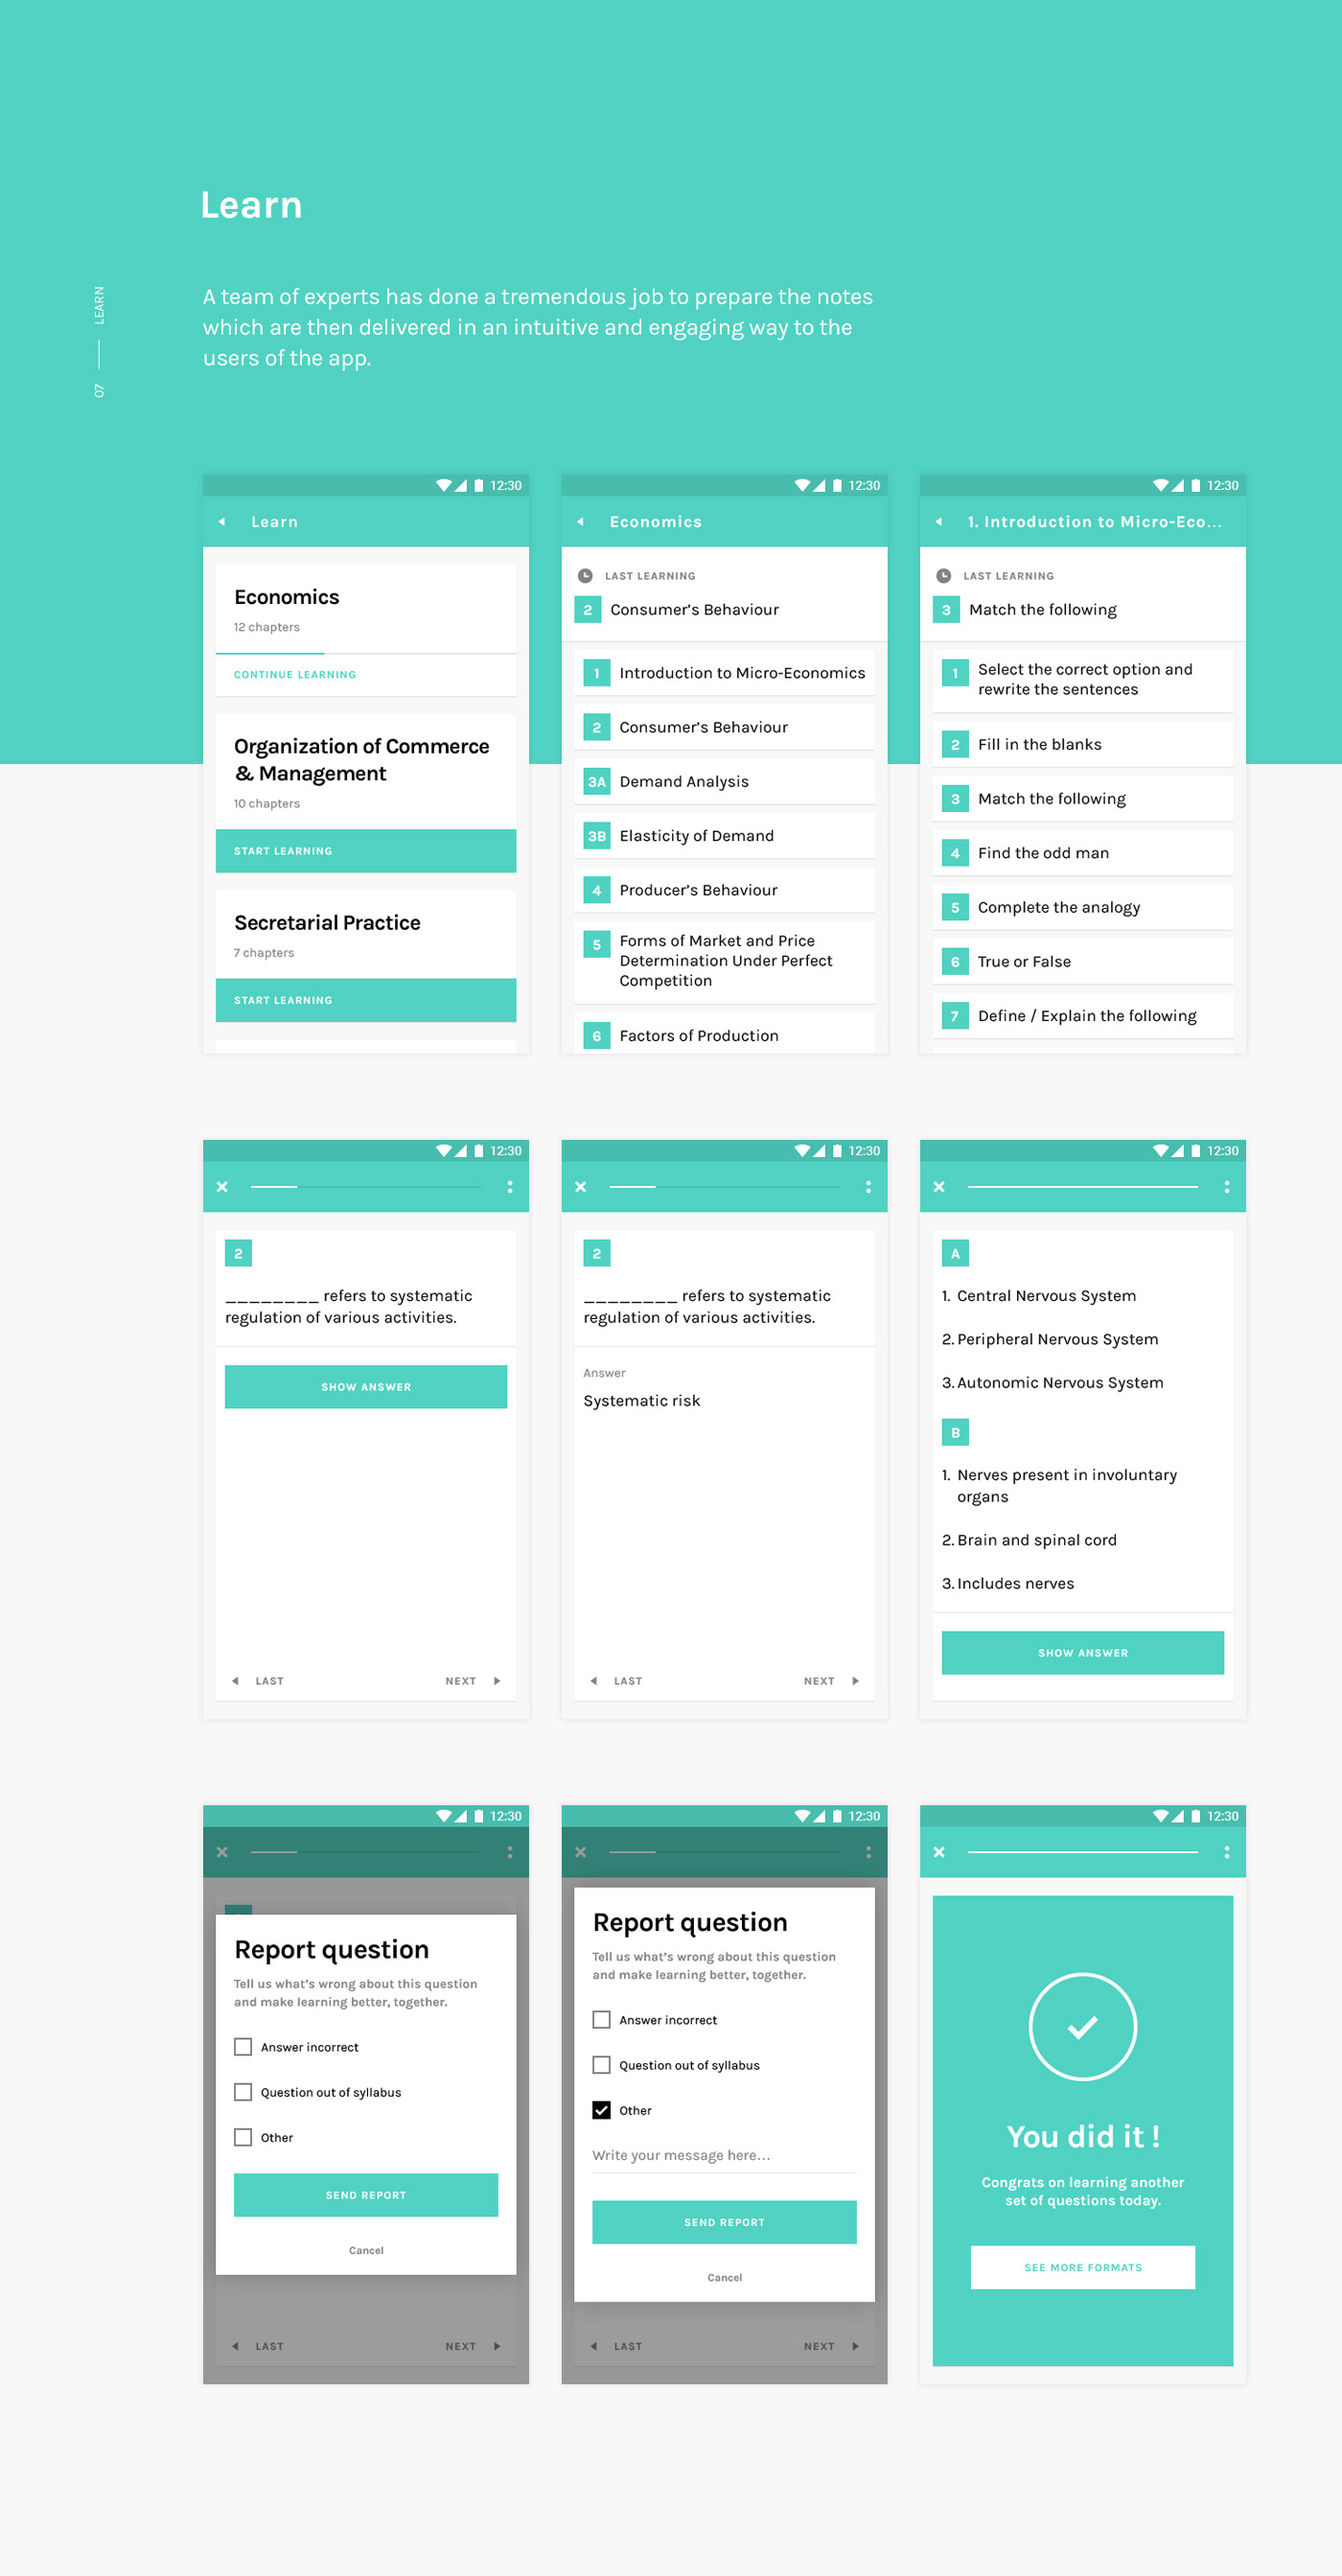 Learn
LEARN
07
A team of experts has done a tremendous job to prepare the notes
which are then delivered in an intuitive and engaging way to the
users of the app.
12:30
Learn
Economics
12 chapters
CONTINUE LEARNING
Organization of Commerce
& Management
10 chapters
START LEARNING
Secretarial Practice
7 chapters
START LEARNING
12:30
Economics
LAST LEARNING
2 Consumer's Behaviour
1 Introduction to Micro-Economics
2 Consumer's Behaviour
3A Demand Analysis
3B Elasticity of Demand
4 Producer's Behaviour
5 Forms of Market and Price
Determination Under Perfect
Competition
6 Factors of Production
12:30
1. Introduction to Micro-Eco...
LAST LEARNING
3 Match the following
1 Select the correct option and
rewrite the sentences
2 Fill in the blanks
3 Match the following
4 Find the odd man
5 Complete the analogy
6 True or False
7 Define / Explain the following
12:30
2
________ refers to systematic
regulation of various activities.
SHOW ANSWER
LAST NEXT
12:30
2
________ refers to systematic
regulation of various activities.
Answer
Systematic risk
LAST NEXT
12:30
A
1. Central Nervous System
2. Peripheral Nervous System
3. Autonomic Nervous System
B
1. Nerves present in involuntary
organs
2. Brain and spinal cord
3. Includes nerves
SHOW ANSWER
12:30
Report question
Tell us what's wrong about this question
and make learning better, together.
Answer incorrect
Question out of syllabus
Other
SEND REPORT
Cancel
LAST NEXT
12:30
Report question
Tell us what's wrong about this question
and make learning better, together.
Answer incorrect
Question out of syllabus
Other
Write your message here...
SEND REPORT
Cancel
LAST NEXT
12:30
You did it !
Congrats on learning another
set of questions today.
SEE MORE FORMATS